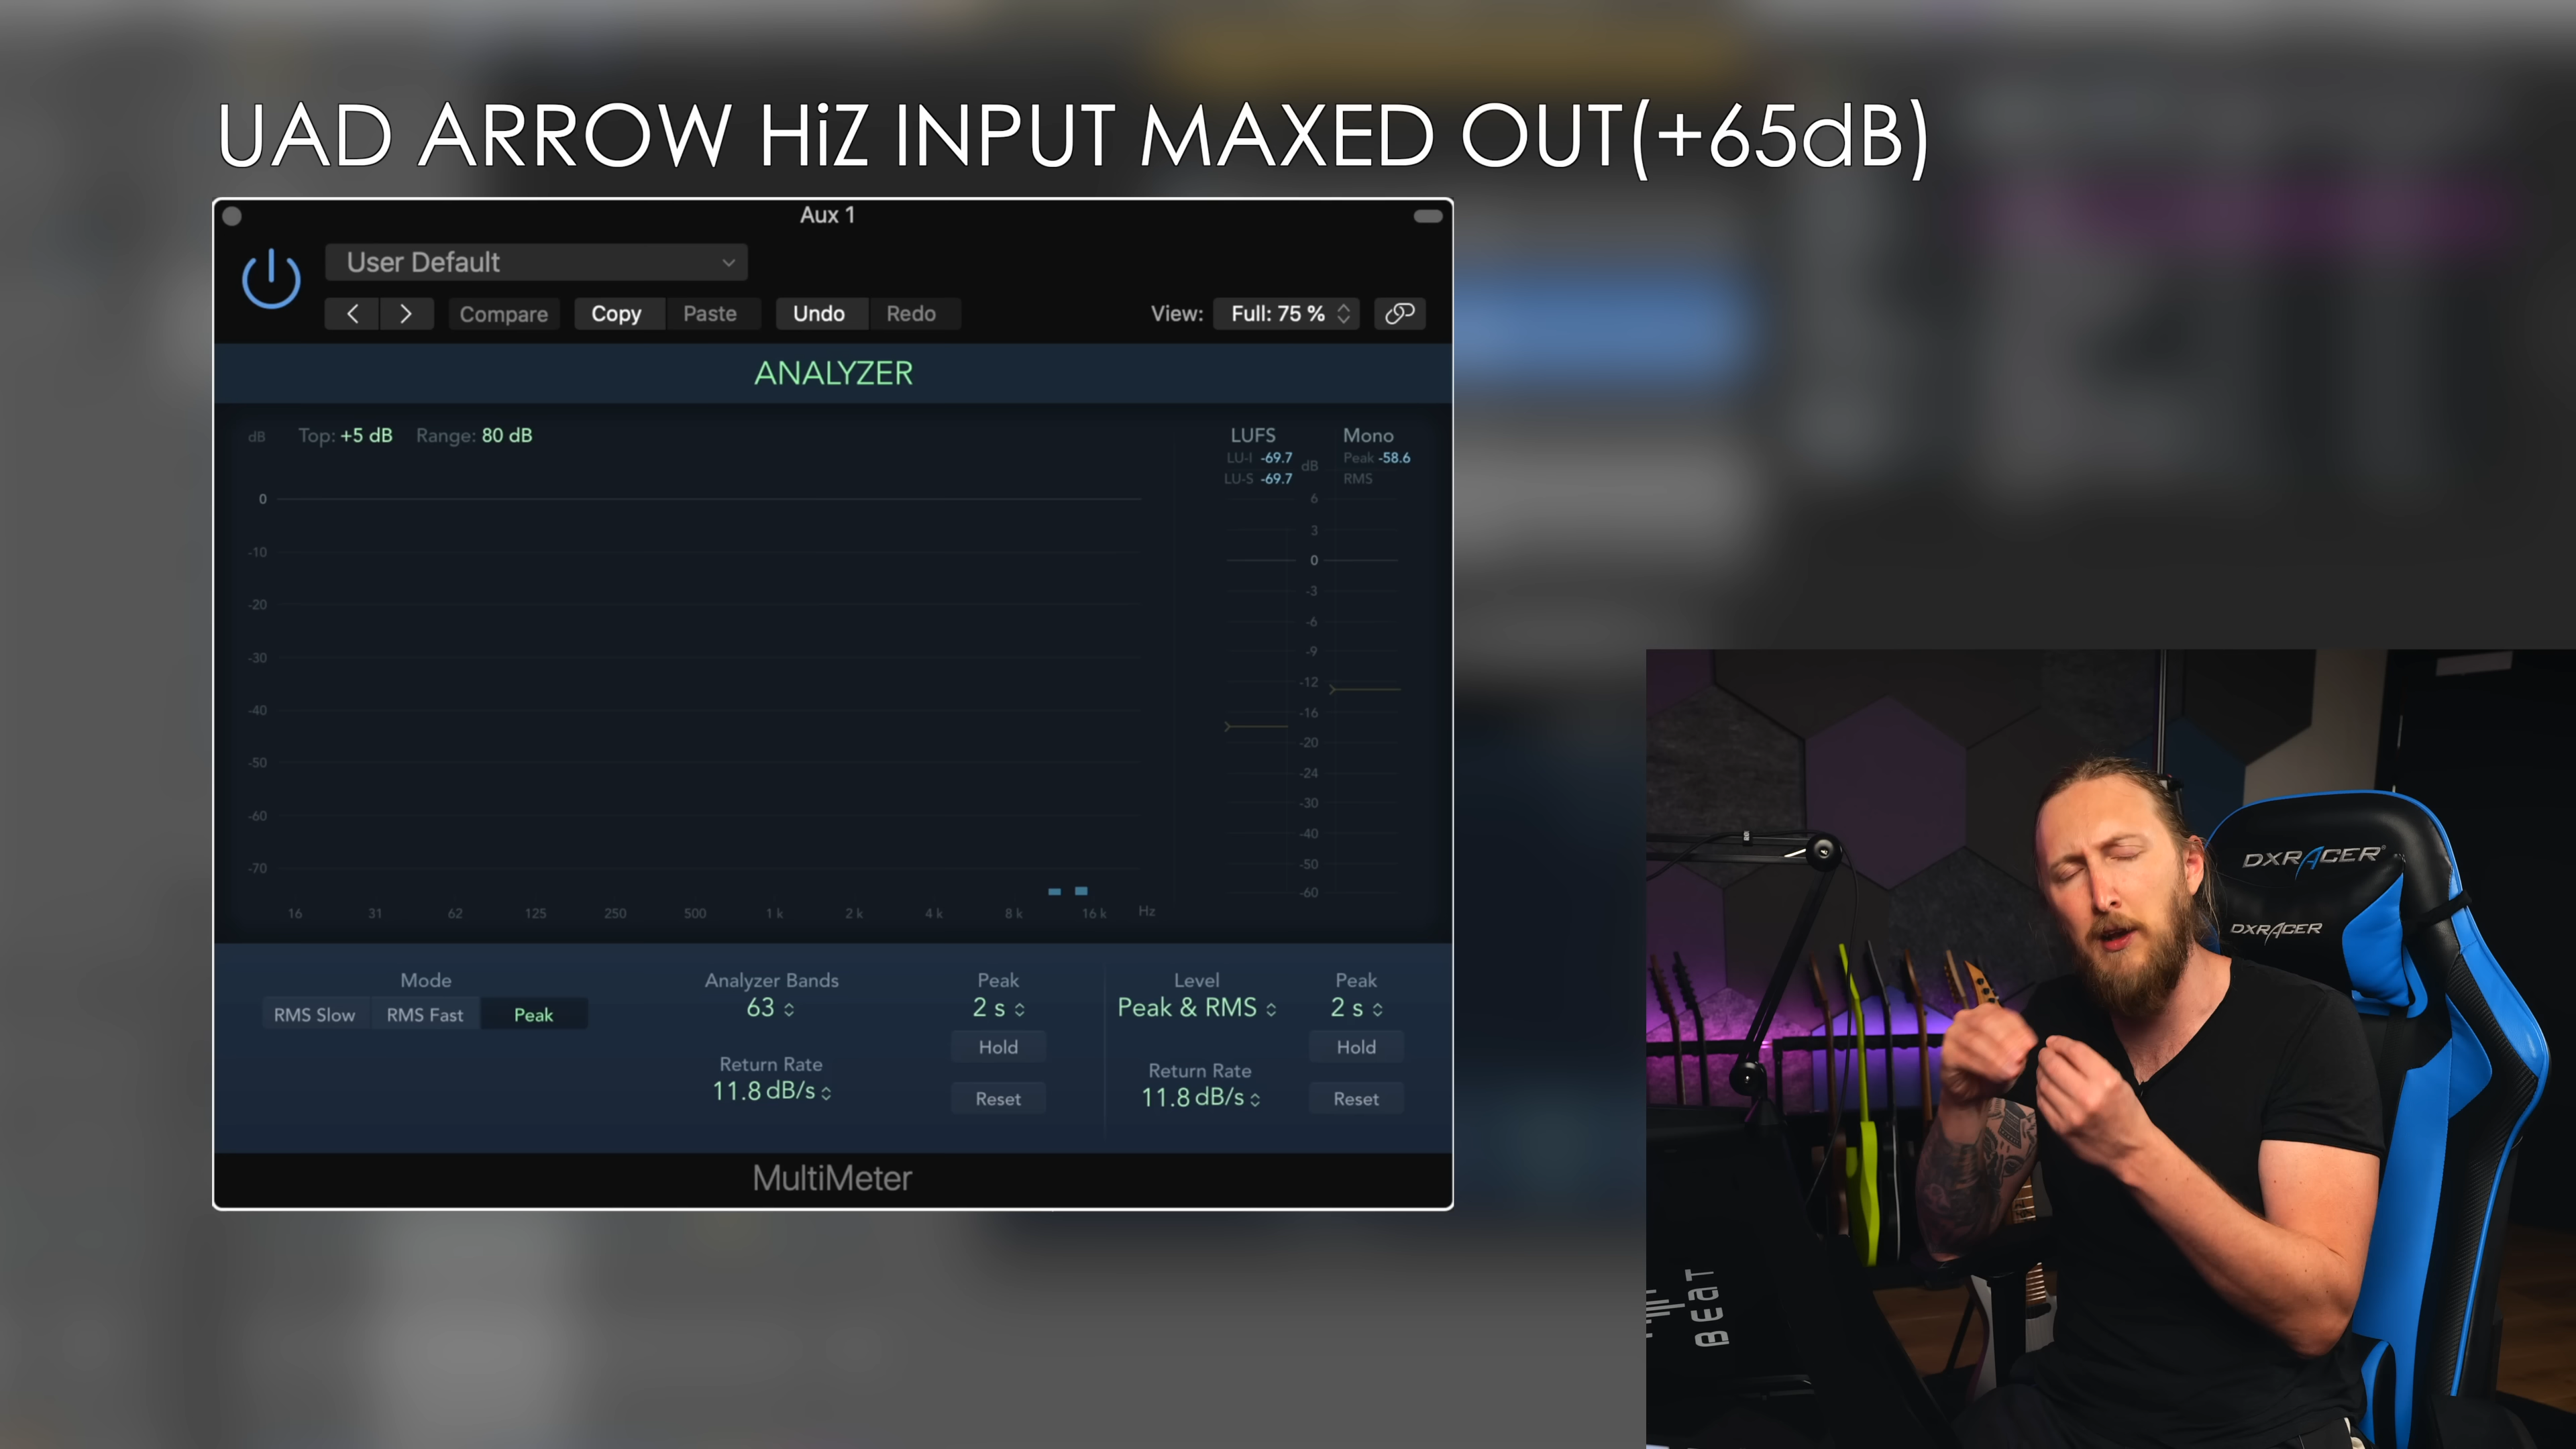 UAD ARROW HiZ INPUT MAXED OUT(+65dB)
Aux 1
User Default
Compare Copy Paste Undo Redo View: Full: 75 %
ANALYZER
dB Top: +5 dB Range: 80 dB
LUFS Mono
LU-I -69.7 dB Peak -58.6
LU-S -69.7 RMS
0
-10
-20
-30
-40
-50
-60
-70
6
3
0
-3
-6
-9
-12
-16
-20
-24
-30
-40
-50
-60
16 31 62 125 250 500 1 k 2 k 4 k 8 k 16 k Hz
Mode Analyzer Bands Peak Level Peak
RMS Slow RMS Fast Peak 63 2 s Peak & RMS 2 s
Hold Hold
Return Rate Return Rate
11.8 dB/s 11.8 dB/s
Reset Reset
MultiMeter
DXRACER
DXRACER
BEAT